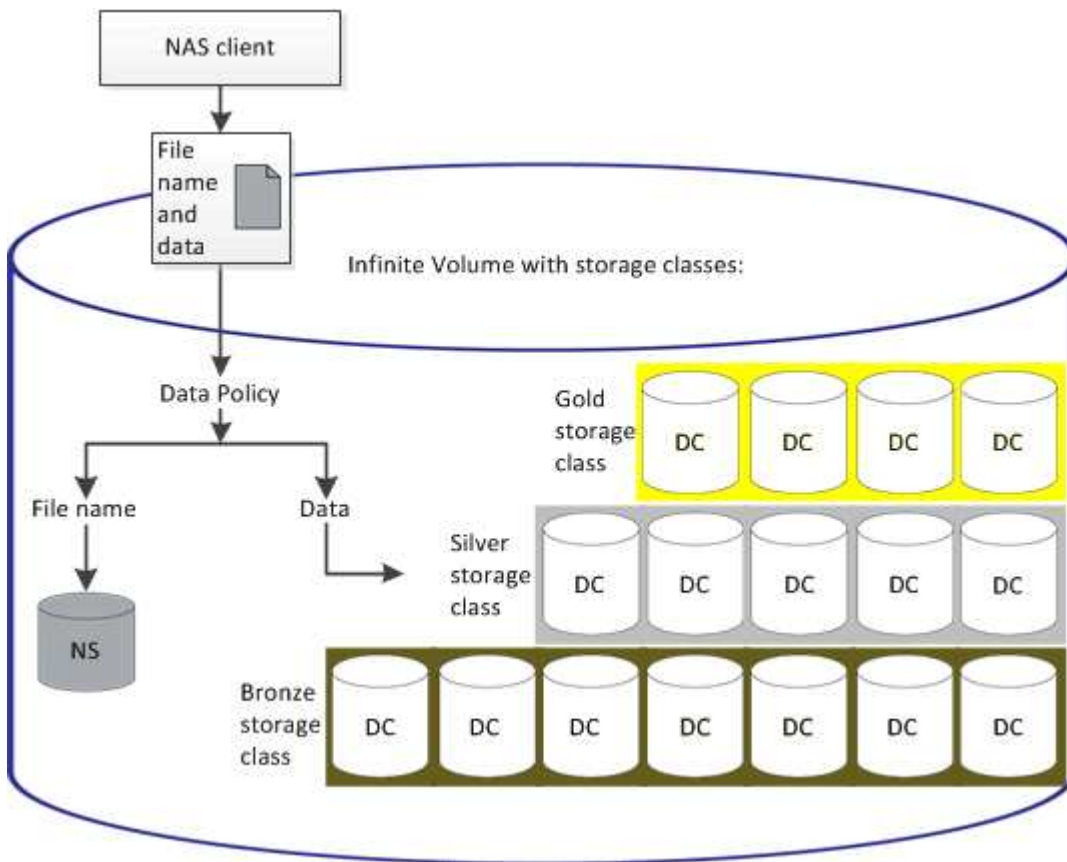 NAS client
File
name
and
data
Infinite Volume with storage classes:
Data Policy
File name
Data
NS
Gold
storage
class
DC DC DC DC
Silver
storage
class
DC DC DC DC DC
Bronze
storage
class
DC DC DC DC DC DC DC